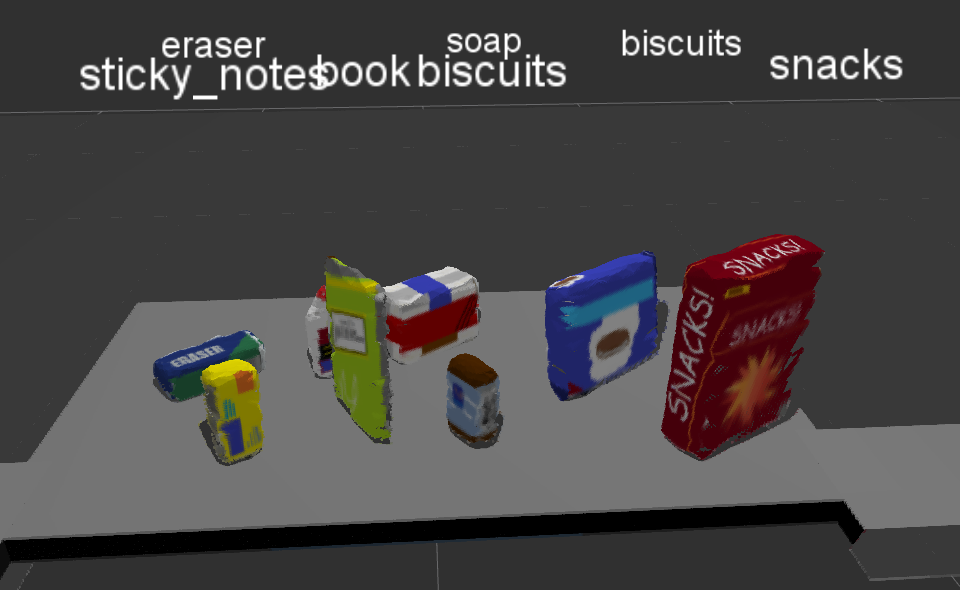 eraser
soap
biscuits
sticky_notes
book
biscuits
snacks
ERASER
SNACKS!
SNACKS!
SNACKS!